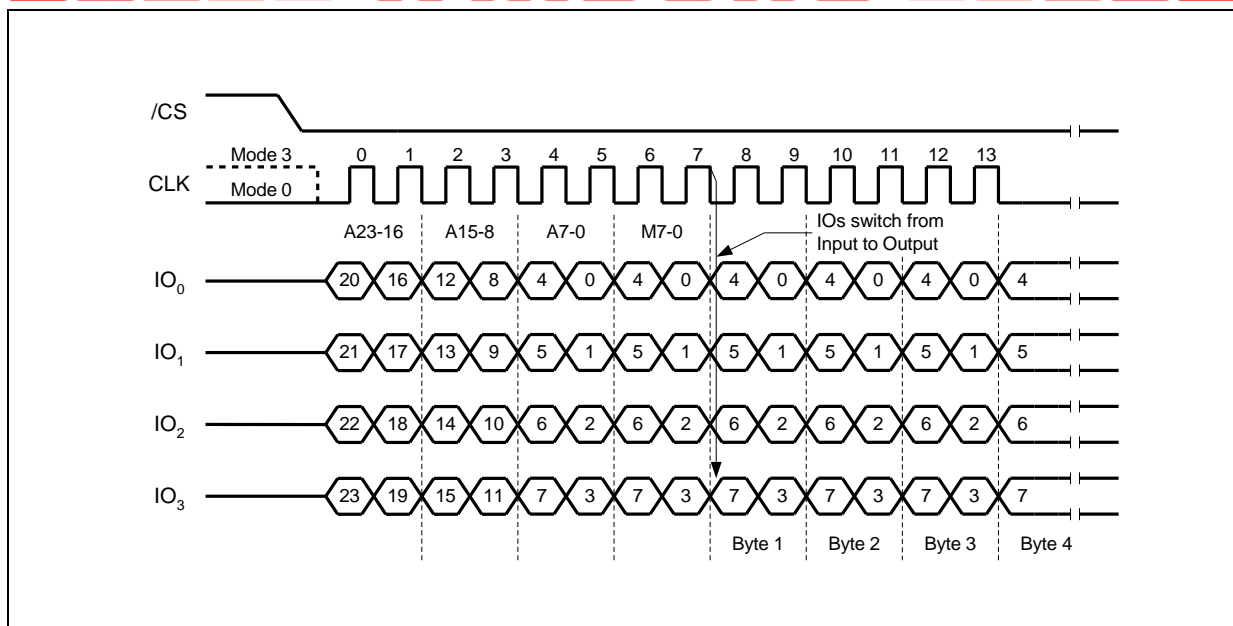 /CS
Mode 3 0 1 2 3 4 5 6 7 8 9 10 11 12 13
CLK
Mode 0
A23-16 A15-8 A7-0 M7-0
IOs switch from
Input to Output
IO0 20 16 12 8 4 0 4 0 4 0 4 0 4 0 4
IO1 21 17 13 9 5 1 5 1 5 1 5 1 5 1 5
IO2 22 18 14 10 6 2 6 2 6 2 6 2 6 2 6
IO3 23 19 15 11 7 3 7 3 7 3 7 3 7 3 7
Byte 1 Byte 2 Byte 3 Byte 4